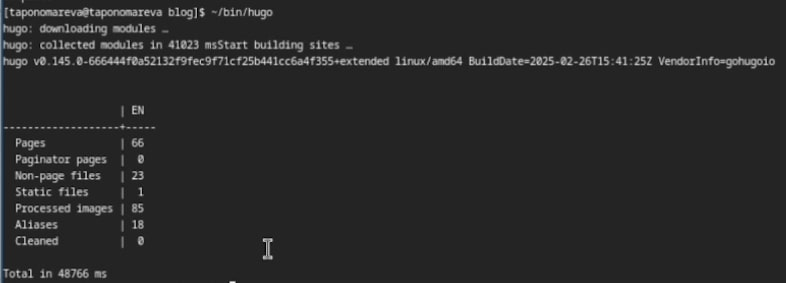 [taponomareva@taponomareva blog]$ ~/bin/hugo
hugo: downloading modules …
hugo: collected modules in 41023 msStart building sites …
hugo v0.145.0-666444f0a52132f9fec9f71cf25b441cc6a4f355+extended linux/amd64 BuildDate=2025-02-26T15:41:25Z VendorInfo=gohugoio
                   | EN
-------------------+-----
  Pages            | 66
  Paginator pages  |  0
  Non-page files   | 23
  Static files     |  1
  Processed images | 85
  Aliases          | 18
  Cleaned          |  0
Total in 48766 ms